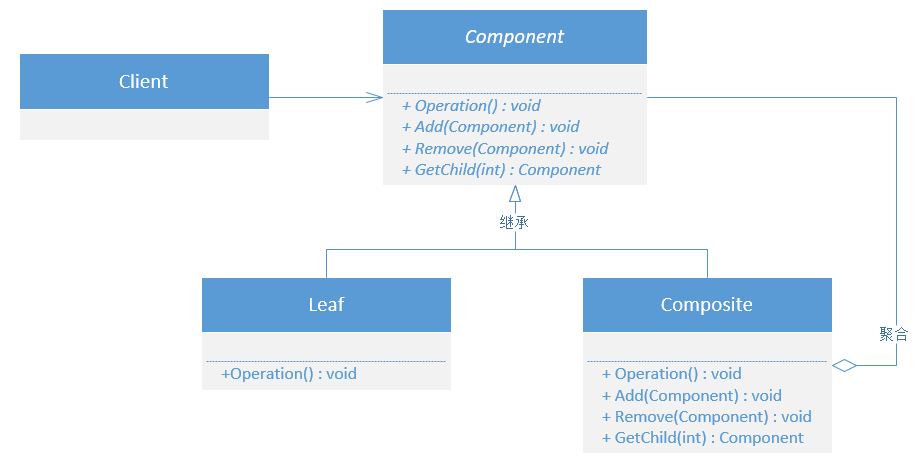 Component
Client
+ Operation() : void
+ Add(Component) : void
+ Remove(Component) : void
+ GetChild(int) : Component
继承
Leaf
+Operation() : void
Composite
+ Operation() : void
+ Add(Component) : void
+ Remove(Component) : void
+ GetChild(int) : Component
聚合